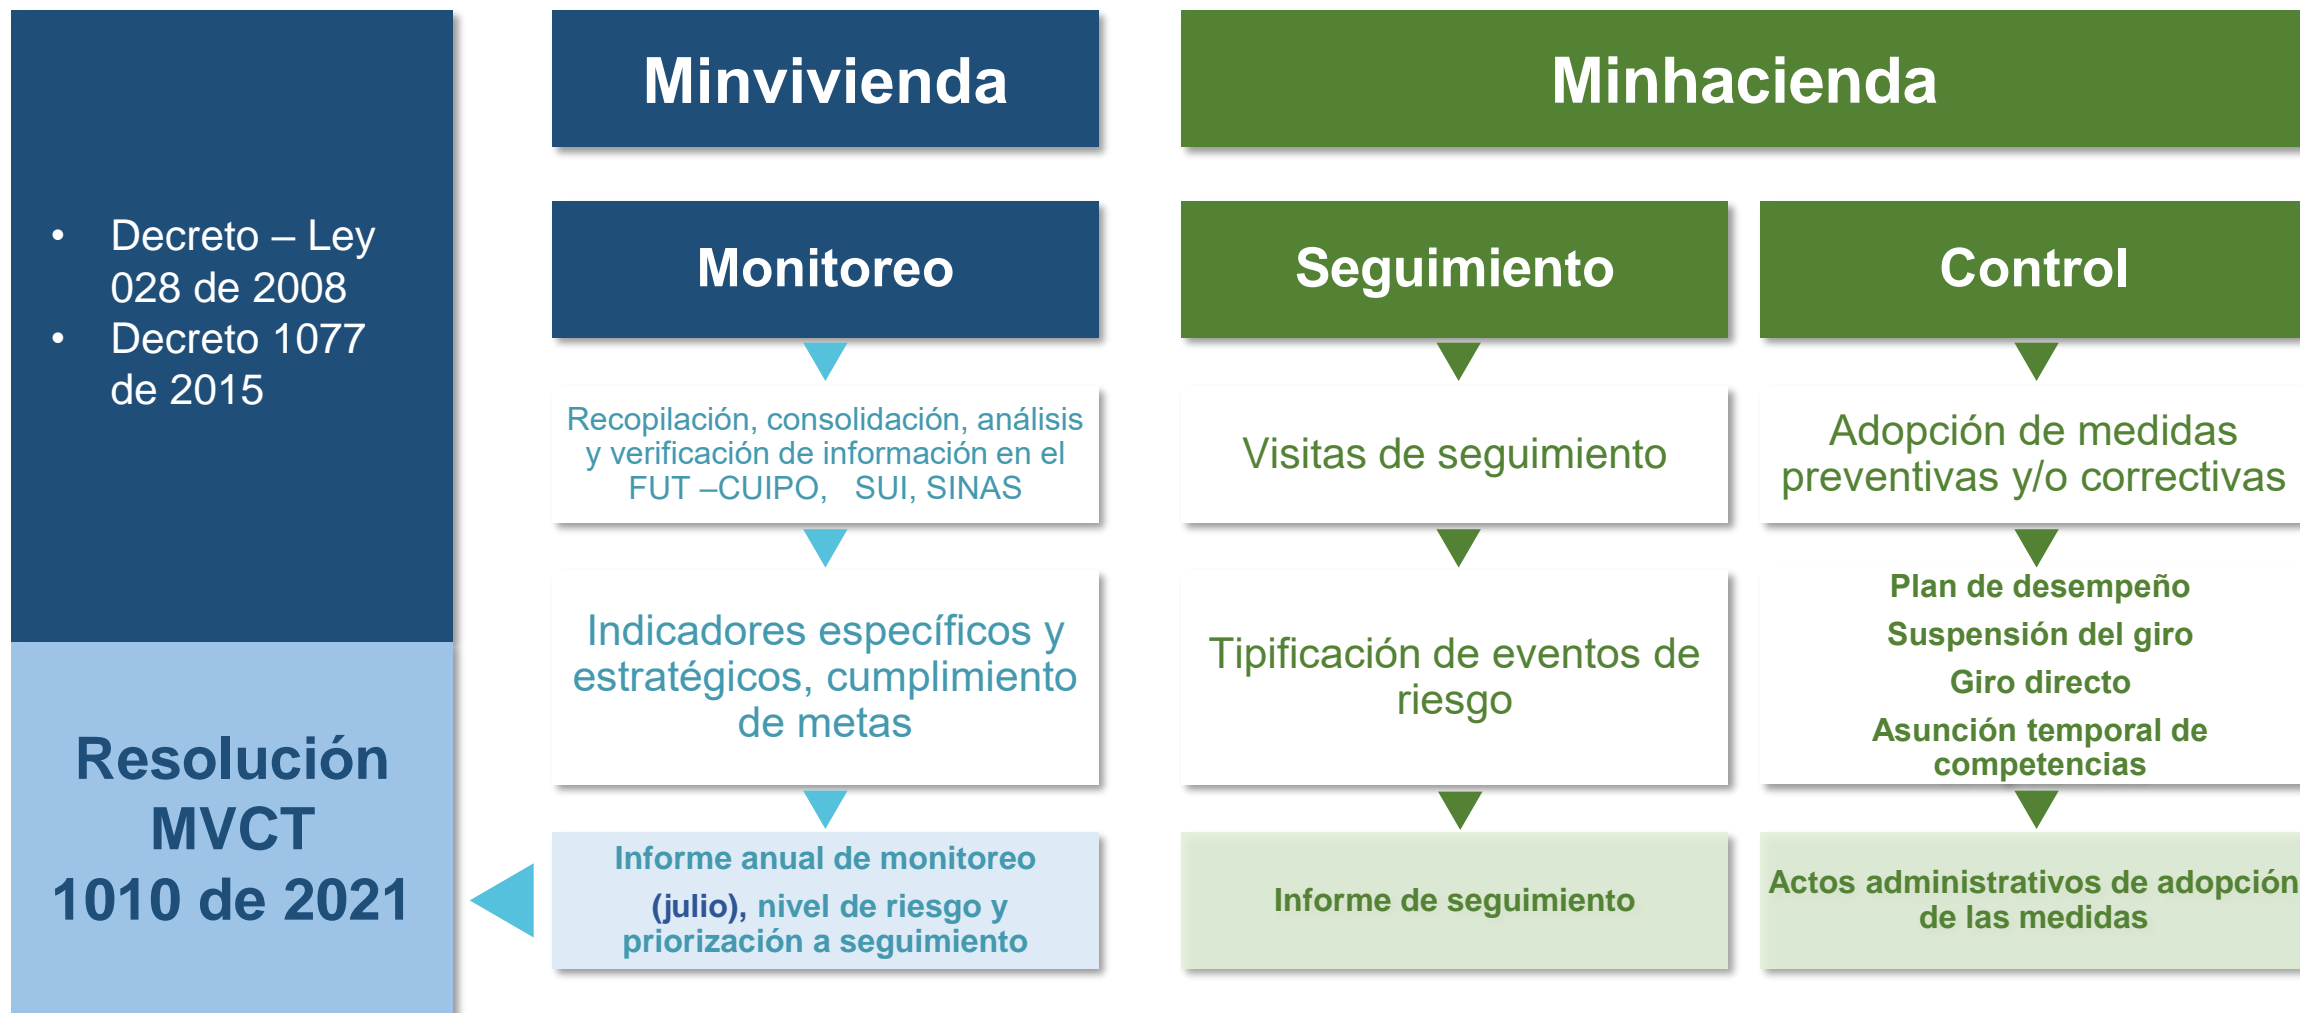 • Decreto – Ley
028 de 2008
• Decreto 1077
de 2015
Resolución
MVCT
1010 de 2021
Minvivienda
Monitoreo
Recopilación, consolidación, análisis
y verificación de información en el
FUT –CUIPO, SUI, SINAS
Indicadores específicos y
estratégicos, cumplimiento
de metas
Informe anual de monitoreo
(julio), nivel de riesgo y
priorización a seguimiento
Minhacienda
Seguimiento
Visitas de seguimiento
Tipificación de eventos de
riesgo
Informe de seguimiento
Control
Adopción de medidas
preventivas y/o correctivas
Plan de desempeño
Suspensión del giro
Giro directo
Asunción temporal de
competencias
Actos administrativos de adopción
de las medidas